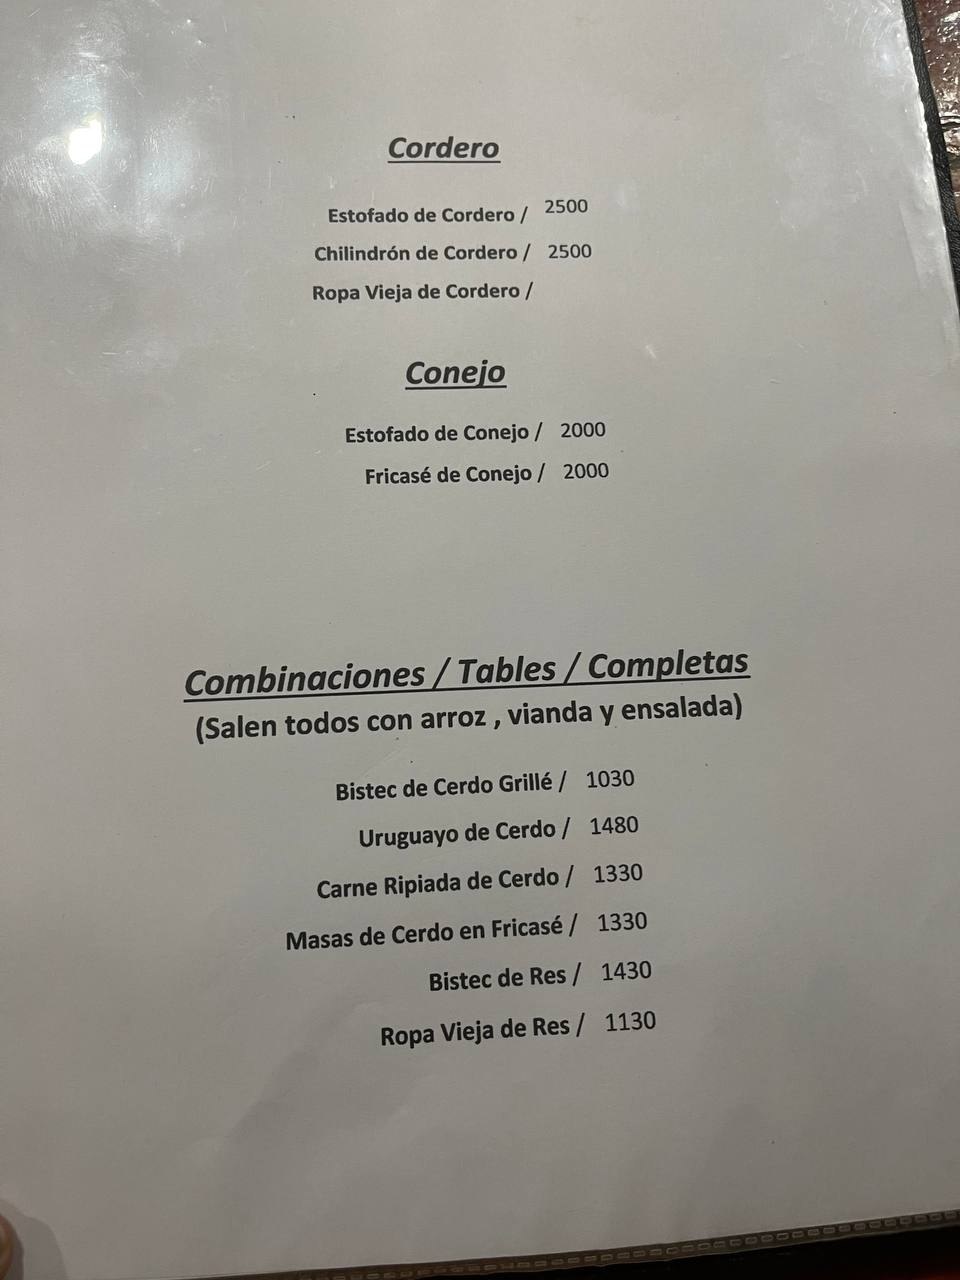 Cordero
Estofado de Cordero / 2500
Chilindrón de Cordero / 2500
Ropa Vieja de Cordero /
Conejo
Estofado de Conejo / 2000
Fricasé de Conejo / 2000
Combinaciones / Tables / Completas
(Salen todos con arroz , vianda y ensalada)
Bistec de Cerdo Grillé / 1030
Uruguayo de Cerdo / 1480
Carne Ripiada de Cerdo / 1330
Masas de Cerdo en Fricasé / 1330
Bistec de Res / 1430
Ropa Vieja de Res / 1130